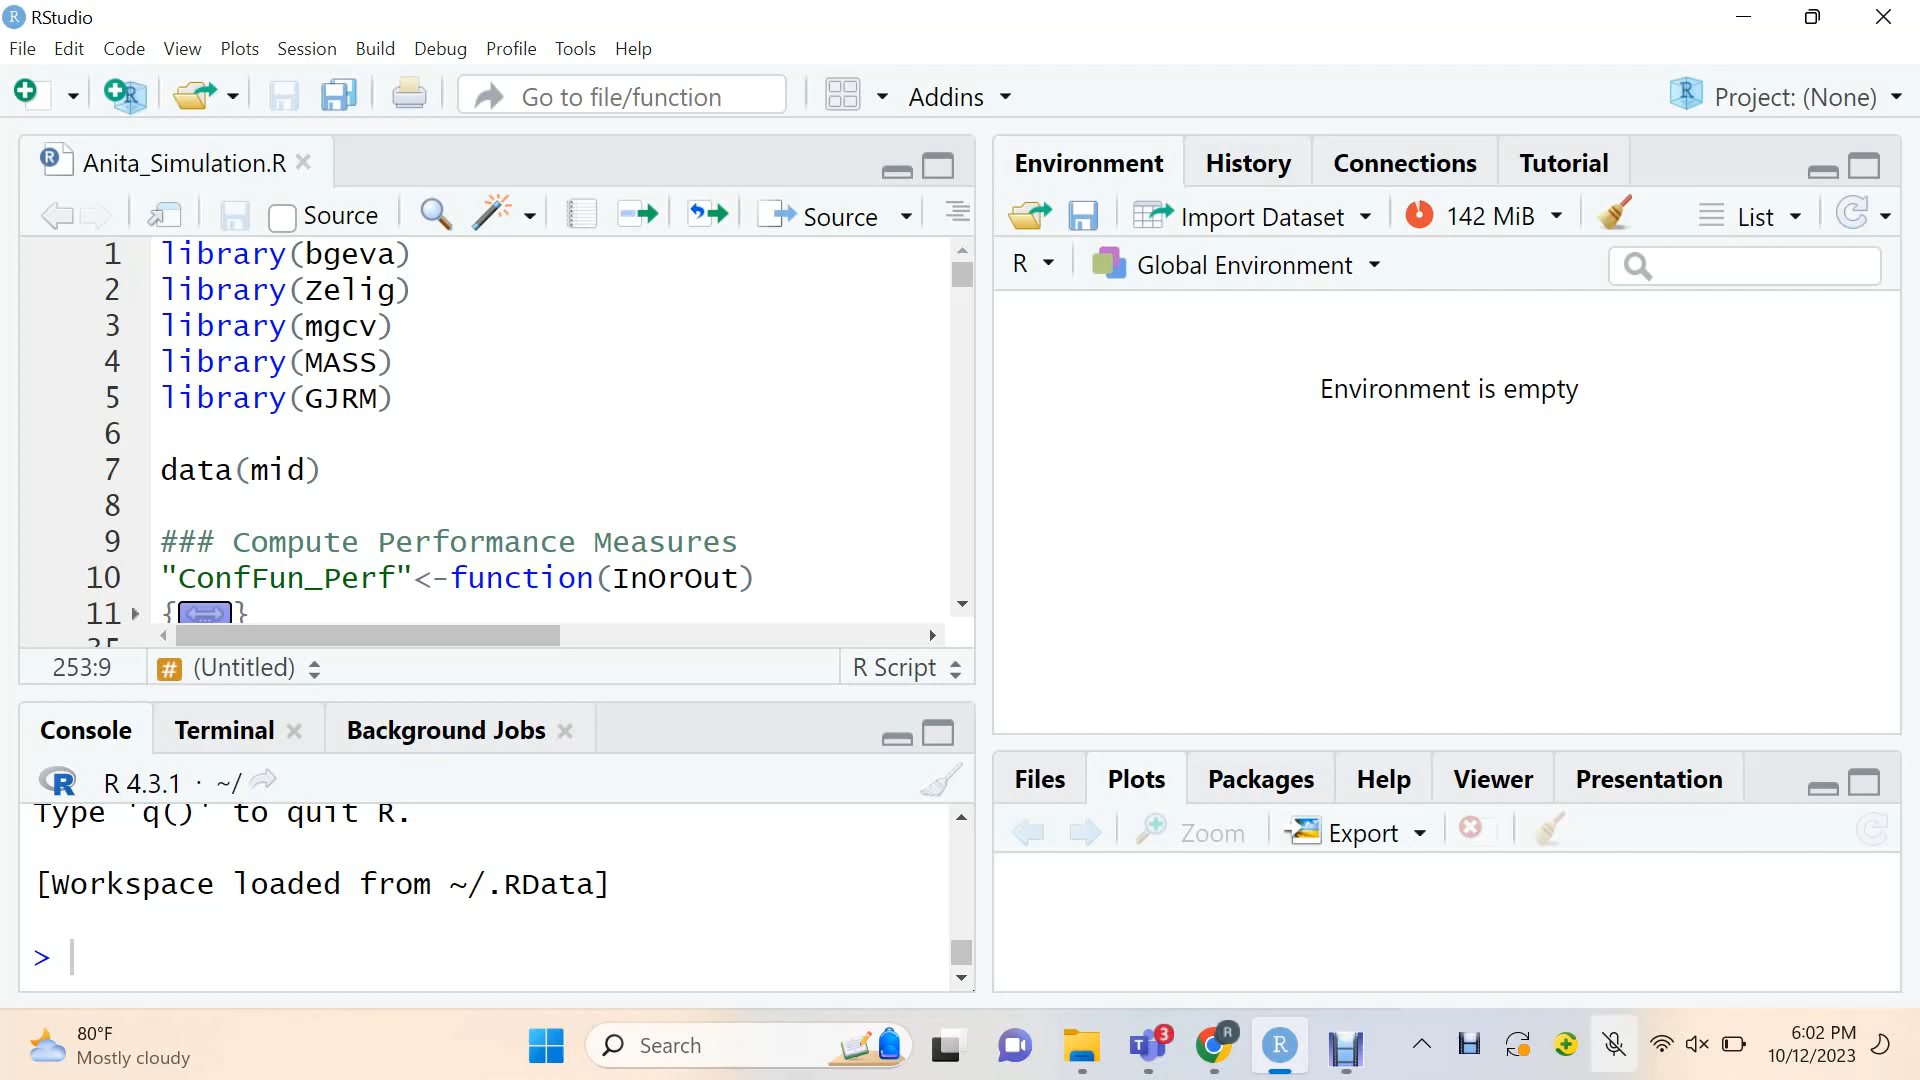 RStudio
File Edit Code View Plots Session Build Debug Profile Tools Help
Go to file/function Addins Project: (None)
Anita_Simulation.R
Source Source
1 library(bgeva)
2 library(Zelig)
3 library(mgcv)
4 library(MASS)
5 library(GJRM)
6
7 data(mid)
8
9 ### Compute Performance Measures
10 "ConfFun_Perf"<-function(InOrOut)
11 {...}
35
253:9 # (Untitled) R Script
Console Terminal Background Jobs
R 4.3.1 · ~/
Type 'q()' to quit R.
[Workspace loaded from ~/.RData]
>
Environment History Connections Tutorial
Import Dataset 142 MiB List
R Global Environment
Environment is empty
Files Plots Packages Help Viewer Presentation
Zoom Export
80°F
Mostly cloudy
Search
3
R
6:02 PM
10/12/2023